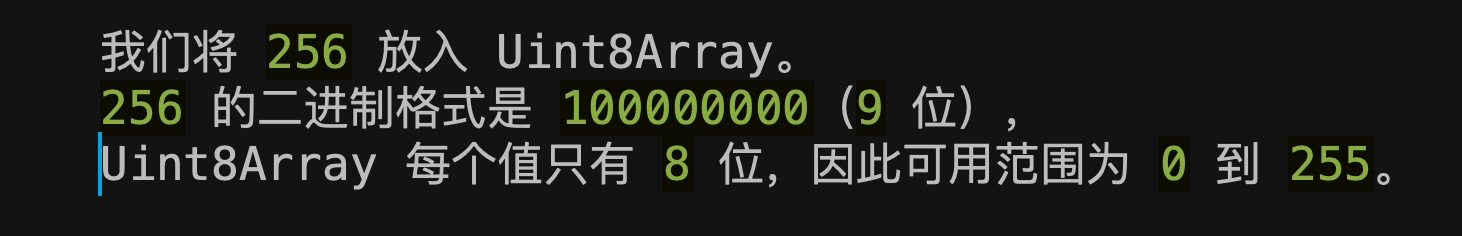 我们将 256 放入 Uint8Array。
256 的二进制格式是 100000000（9 位），
Uint8Array 每个值只有 8 位，因此可用范围为 0 到 255。